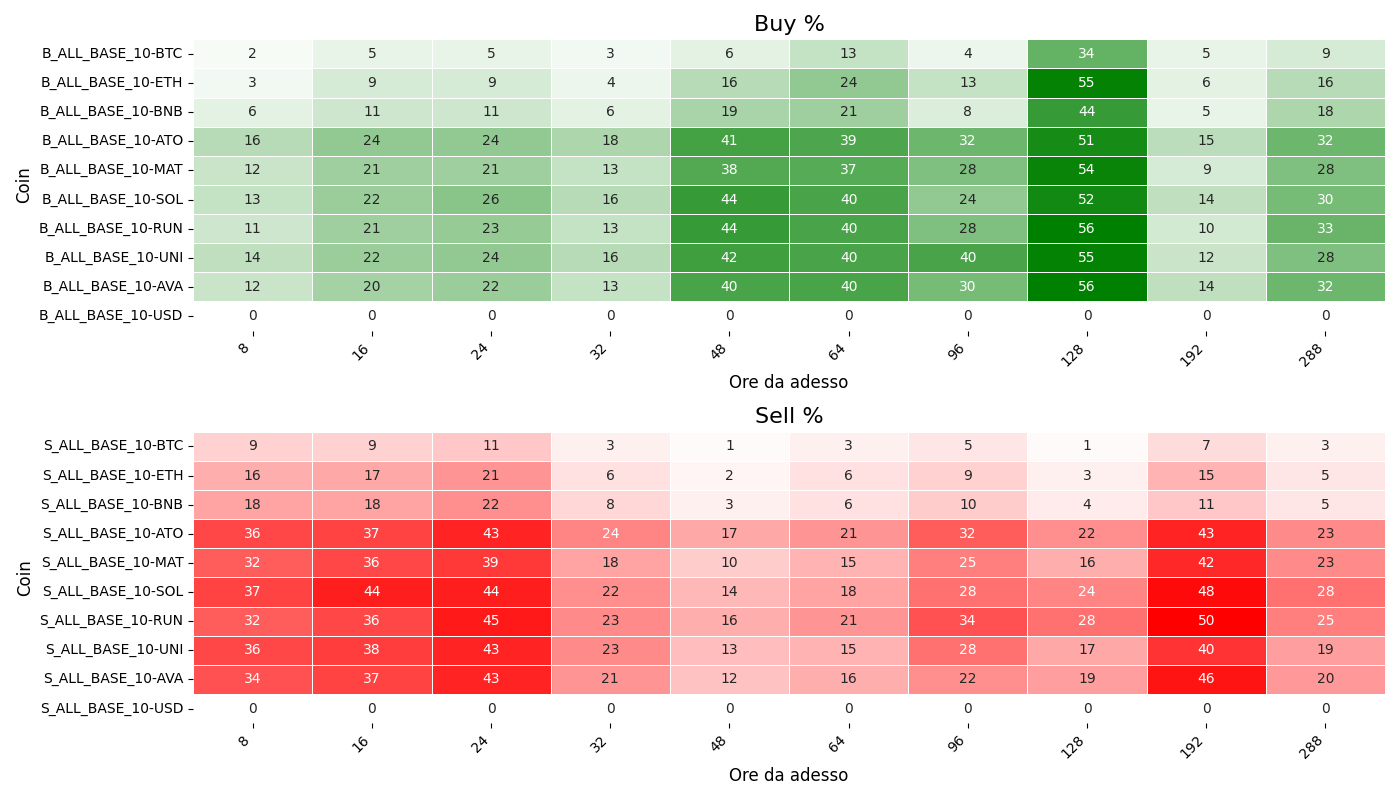 Buy %
Coin
B_ALL_BASE_10-BTC 2 5 5 3 6 13 4 34 5 9
B_ALL_BASE_10-ETH 3 9 9 4 16 24 13 55 6 16
B_ALL_BASE_10-BNB 6 11 11 6 19 21 8 44 5 18
B_ALL_BASE_10-ATO 16 24 24 18 41 39 32 51 15 32
B_ALL_BASE_10-MAT 12 21 21 13 38 37 28 54 9 28
B_ALL_BASE_10-SOL 13 22 26 16 44 40 24 52 14 30
B_ALL_BASE_10-RUN 11 21 23 13 44 40 28 56 10 33
B_ALL_BASE_10-UNI 14 22 24 16 42 40 40 55 12 28
B_ALL_BASE_10-AVA 12 20 22 13 40 40 30 56 14 32
B_ALL_BASE_10-USD 0 0 0 0 0 0 0 0 0 0
8 16 24 32 48 64 96 128 192 288
Ore da adesso
Sell %
Coin
S_ALL_BASE_10-BTC 9 9 11 3 1 3 5 1 7 3
S_ALL_BASE_10-ETH 16 17 21 6 2 6 9 3 15 5
S_ALL_BASE_10-BNB 18 18 22 8 3 6 10 4 11 5
S_ALL_BASE_10-ATO 36 37 43 24 17 21 32 22 43 23
S_ALL_BASE_10-MAT 32 36 39 18 10 15 25 16 42 23
S_ALL_BASE_10-SOL 37 44 44 22 14 18 28 24 48 28
S_ALL_BASE_10-RUN 32 36 45 23 16 21 34 28 50 25
S_ALL_BASE_10-UNI 36 38 43 23 13 15 28 17 40 19
S_ALL_BASE_10-AVA 34 37 43 21 12 16 22 19 46 20
S_ALL_BASE_10-USD 0 0 0 0 0 0 0 0 0 0
8 16 24 32 48 64 96 128 192 288
Ore da adesso